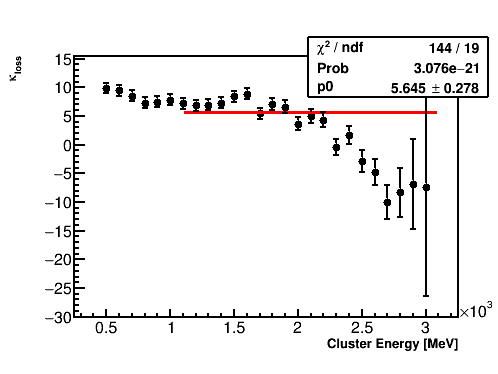 χ² / ndf 144 / 19
Prob 3.076e−21
p0 5.645 ± 0.278
κloss
15
10
5
0
−5
−10
−15
−20
−25
−30
0.5 1 1.5 2 2.5 3
×10³
Cluster Energy [MeV]